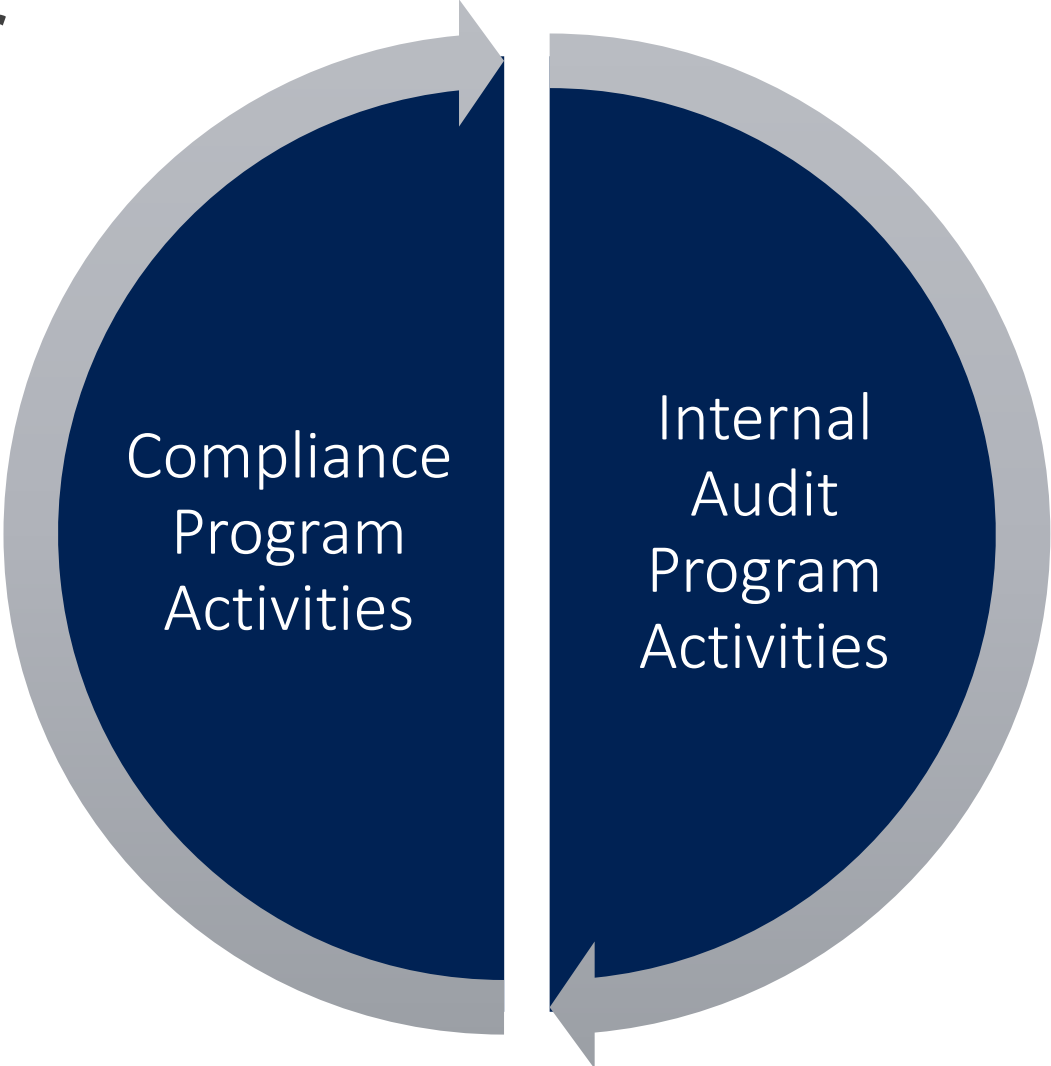 Compliance
Program
Activities
Internal
Audit
Program
Activities